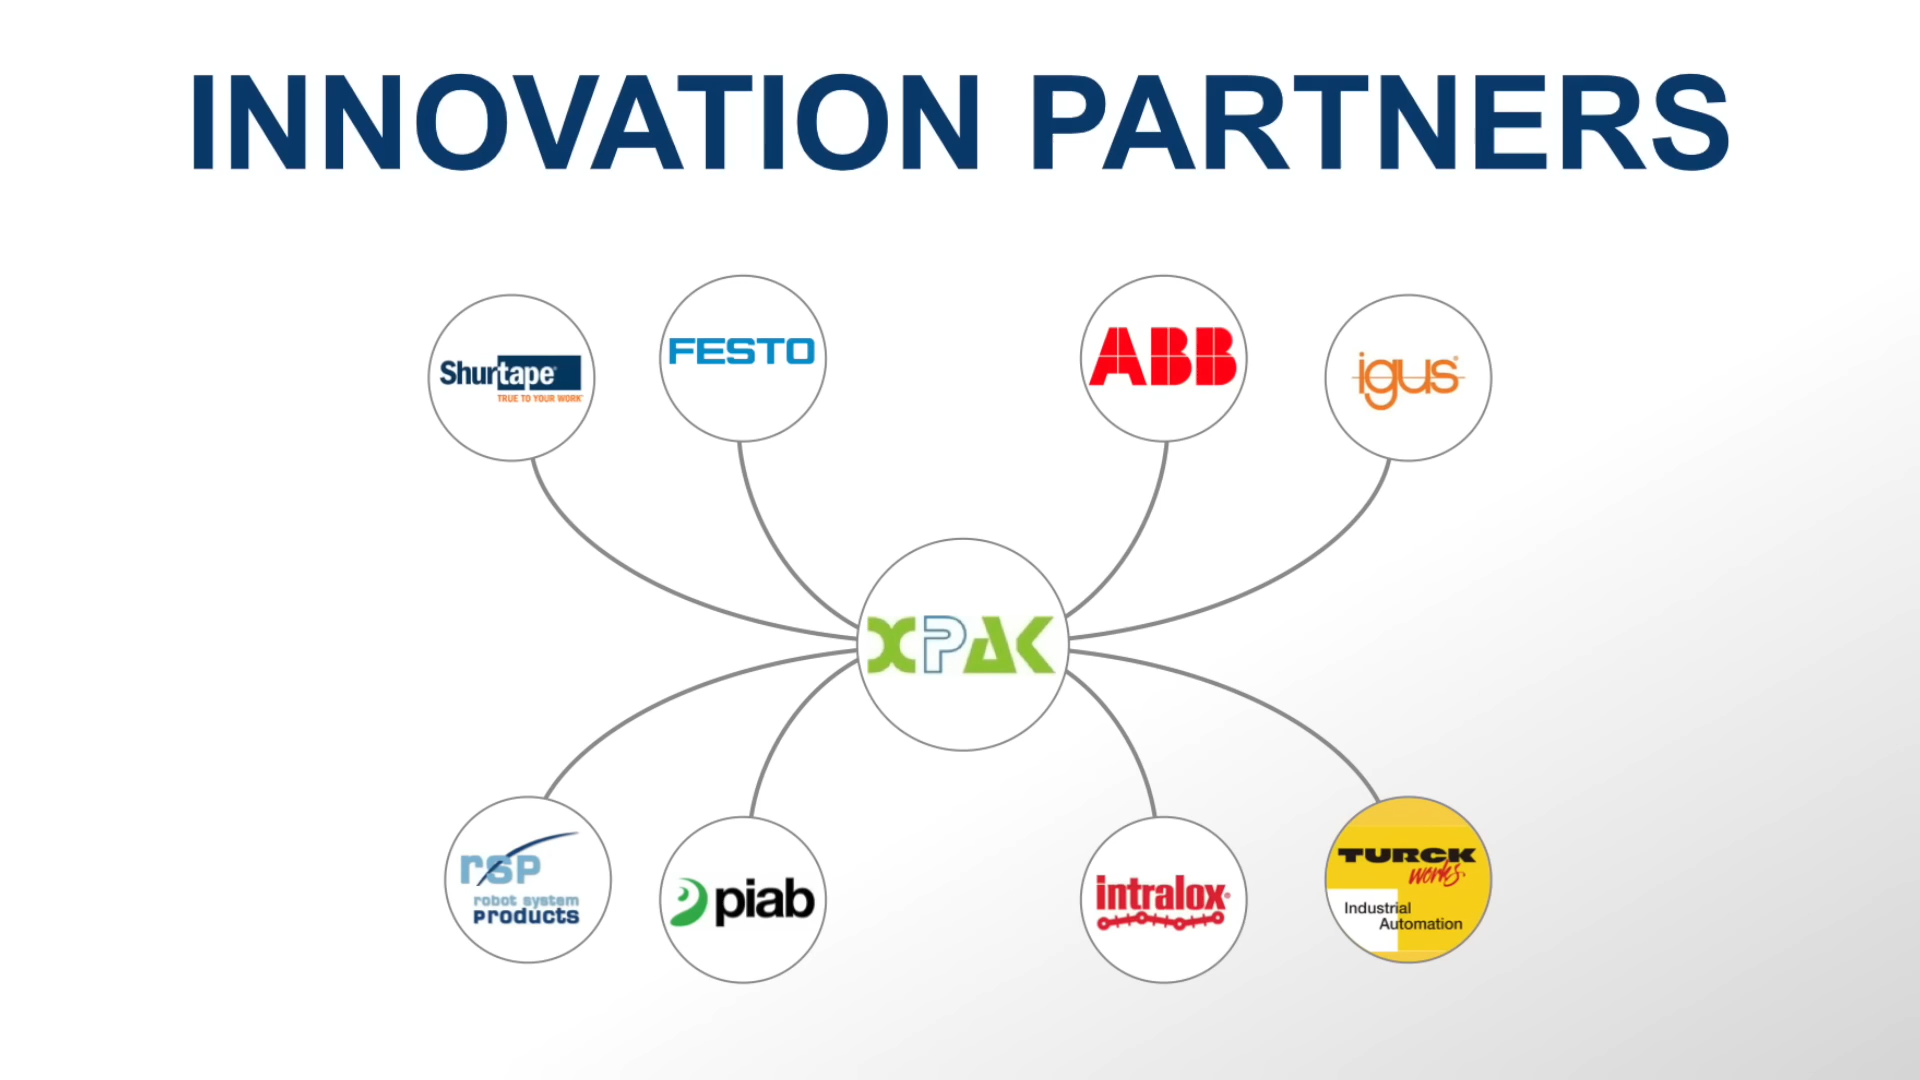 INNOVATION PARTNERS
Shurtape®
TRUE TO YOUR WORK™
FESTO
ABB
igus®
XPAK
rsp
robot system
products
piab
intralox®
TURCK
works
Industrial
Automation